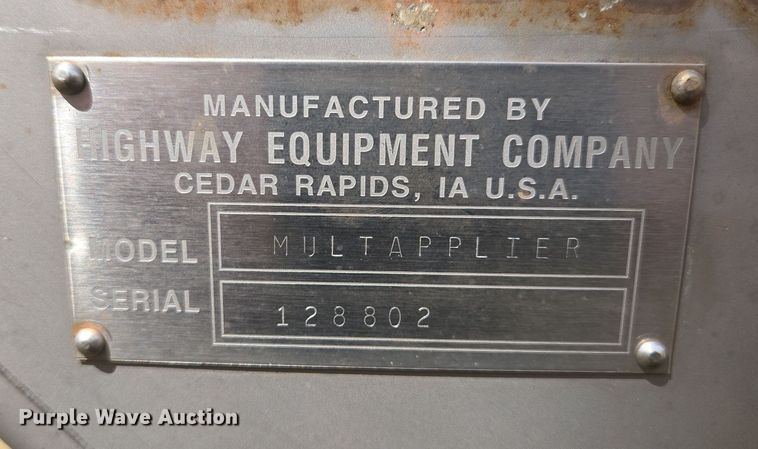 MANUFACTURED BY
HIGHWAY EQUIPMENT COMPANY
CEDAR RAPIDS, IA U.S.A.
MODEL MULTAPPLIER
SERIAL 128802
Purple Wave Auction